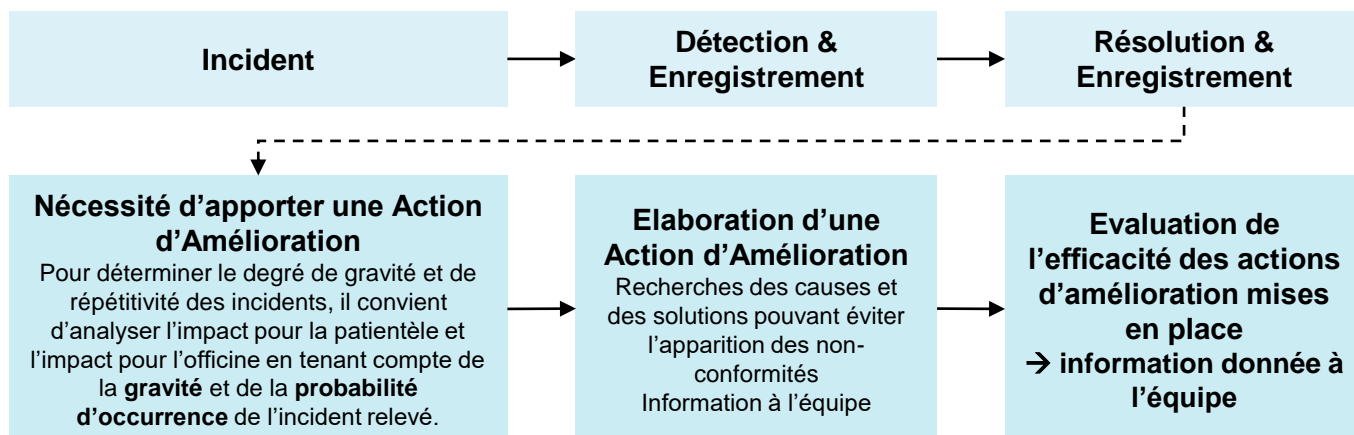 Incident
Détection &
Enregistrement
Résolution &
Enregistrement
Nécessité d'apporter une Action
d'Amélioration
Pour déterminer le degré de gravité et de
répétitivité des incidents, il convient
d'analyser l'impact pour la patientèle et
l'impact pour l'officine en tenant compte de
la gravité et de la probabilité
d'occurrence de l'incident relevé.
Elaboration d'une
Action d'Amélioration
Recherches des causes et
des solutions pouvant éviter
l'apparition des non-
conformités
Information à l'équipe
Evaluation de
l'efficacité des actions
d'amélioration mises
en place
→ information donnée à
l'équipe